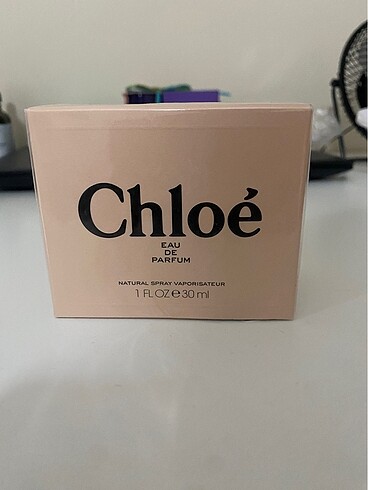 Chloé
EAU
DE
PARFUM
NATURAL SPRAY VAPORISATEUR
1 FL OZ ℮ 30 ml